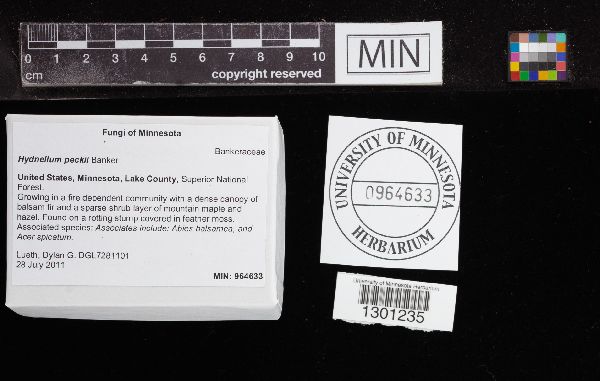 0 1 2 3 4 5 6 7 8 9 10
cm
copyright reserved
MIN
Fungi of Minnesota
Bankeraceae
Hydnellum peckii Banker
United States, Minnesota, Lake County, Superior National
Forest.
Growing in a fire dependent community with a dense canopy of
balsam fir and a sparse shrub layer of mountain maple and
hazel. Found on a rotting stump covered in feather moss.
Associated species: Associates include: Abies balsamea, and
Acer spicatum.
Lueth, Dylan G. DGL7281101
28 July 2011
MIN: 964633
UNIVERSITY OF MINNESOTA
0964633
HERBARIUM
University of Minnesota Herbarium
1301235